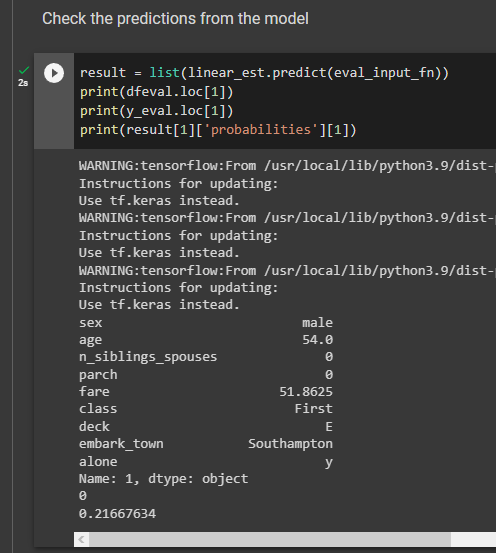 Check the predictions from the model
2s
result = list(linear_est.predict(eval_input_fn))
print(dfeval.loc[1])
print(y_eval.loc[1])
print(result[1]['probabilities'][1])
WARNING:tensorflow:From /usr/local/lib/python3.9/dist-
Instructions for updating:
Use tf.keras instead.
WARNING:tensorflow:From /usr/local/lib/python3.9/dist-
Instructions for updating:
Use tf.keras instead.
WARNING:tensorflow:From /usr/local/lib/python3.9/dist-
Instructions for updating:
Use tf.keras instead.
sex male
age 54.0
n_siblings_spouses 0
parch 0
fare 51.8625
class First
deck E
embark_town Southampton
alone y
Name: 1, dtype: object
0
0.21667634